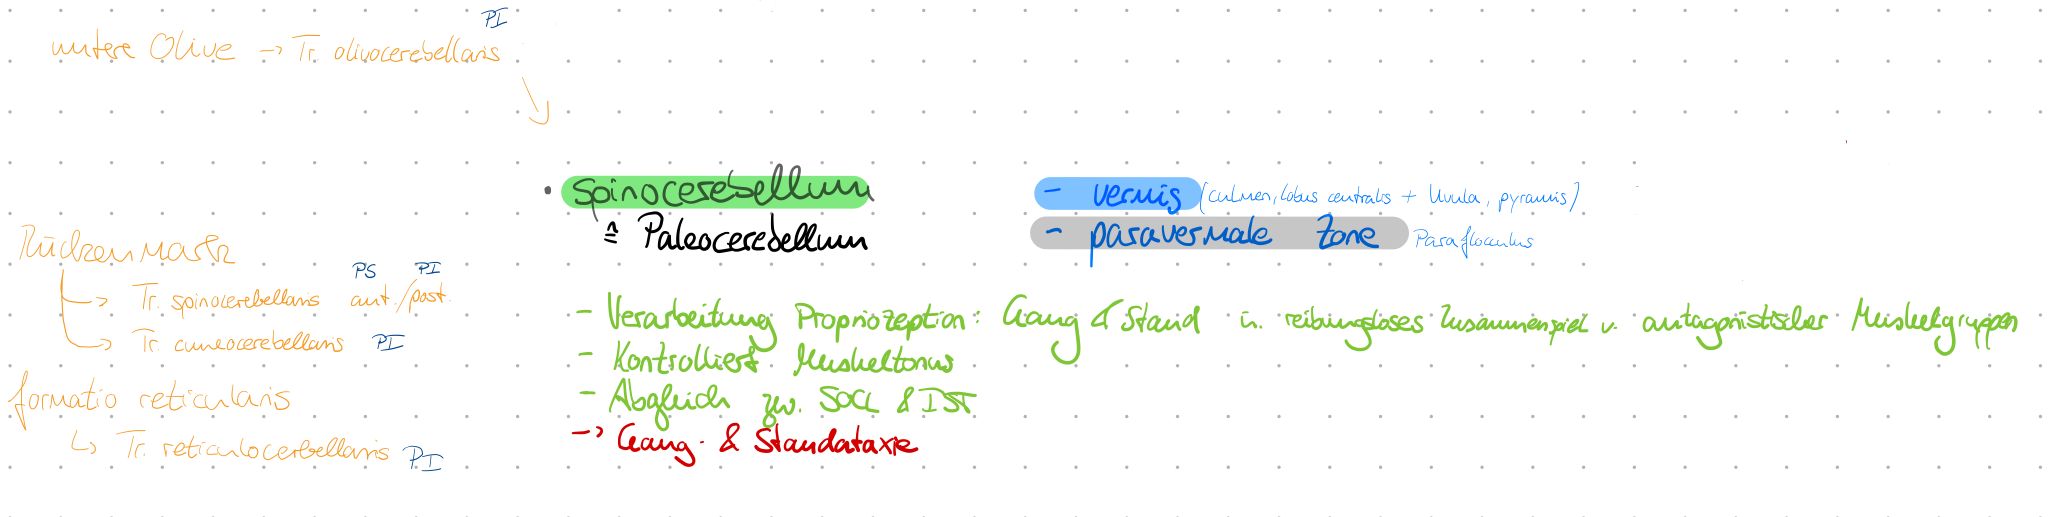 PI
untere Olive -> Tr. olivocerebellaris
• Spinocerebellum
≙ Paleocerebellum
- vermis (culmen, lobus centralis + Uvula, pyramis)
- paravermale Zone Parafloculus
Rückenmark
PS PI
-> Tr. spinocerebellaris ant./post.
-> Tr. cuneocerebellaris PI
formatio reticularis
↳ Tr. reticulocerbellaris PI
- Verarbeitung Propriozeption: Gang & Stand u. reibungsloses Zusammenspiel v. antagonistischer Muskelgruppen
- Kontrolliert Muskeltonus
- Abgleich zw. SOLL & IST
-> Gang- & Standataxie